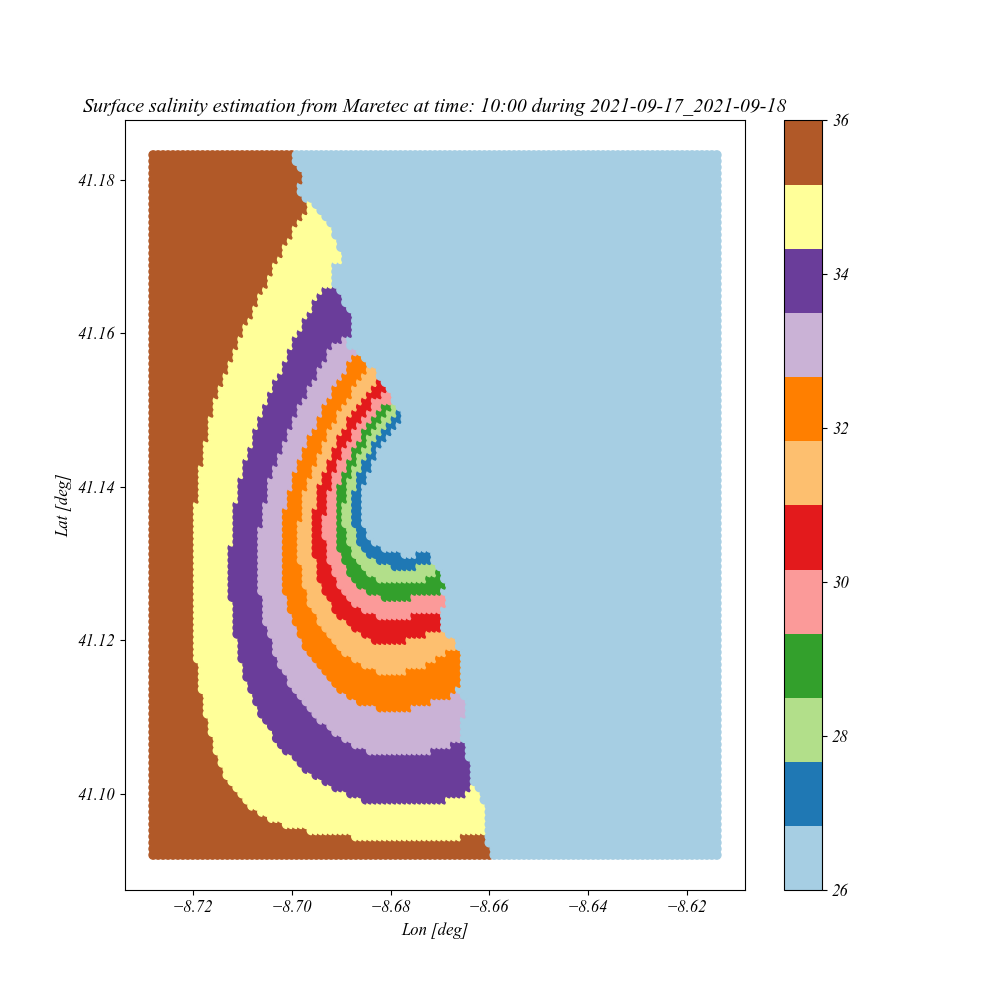 Surface salinity estimation from Maretec at time: 10:00 during 2021-09-17_2021-09-18
36
41.18
34
41.16
32
Lat [deg]
41.14
30
41.12
28
41.10
26
−8.72 −8.70 −8.68 −8.66 −8.64 −8.62
Lon [deg]